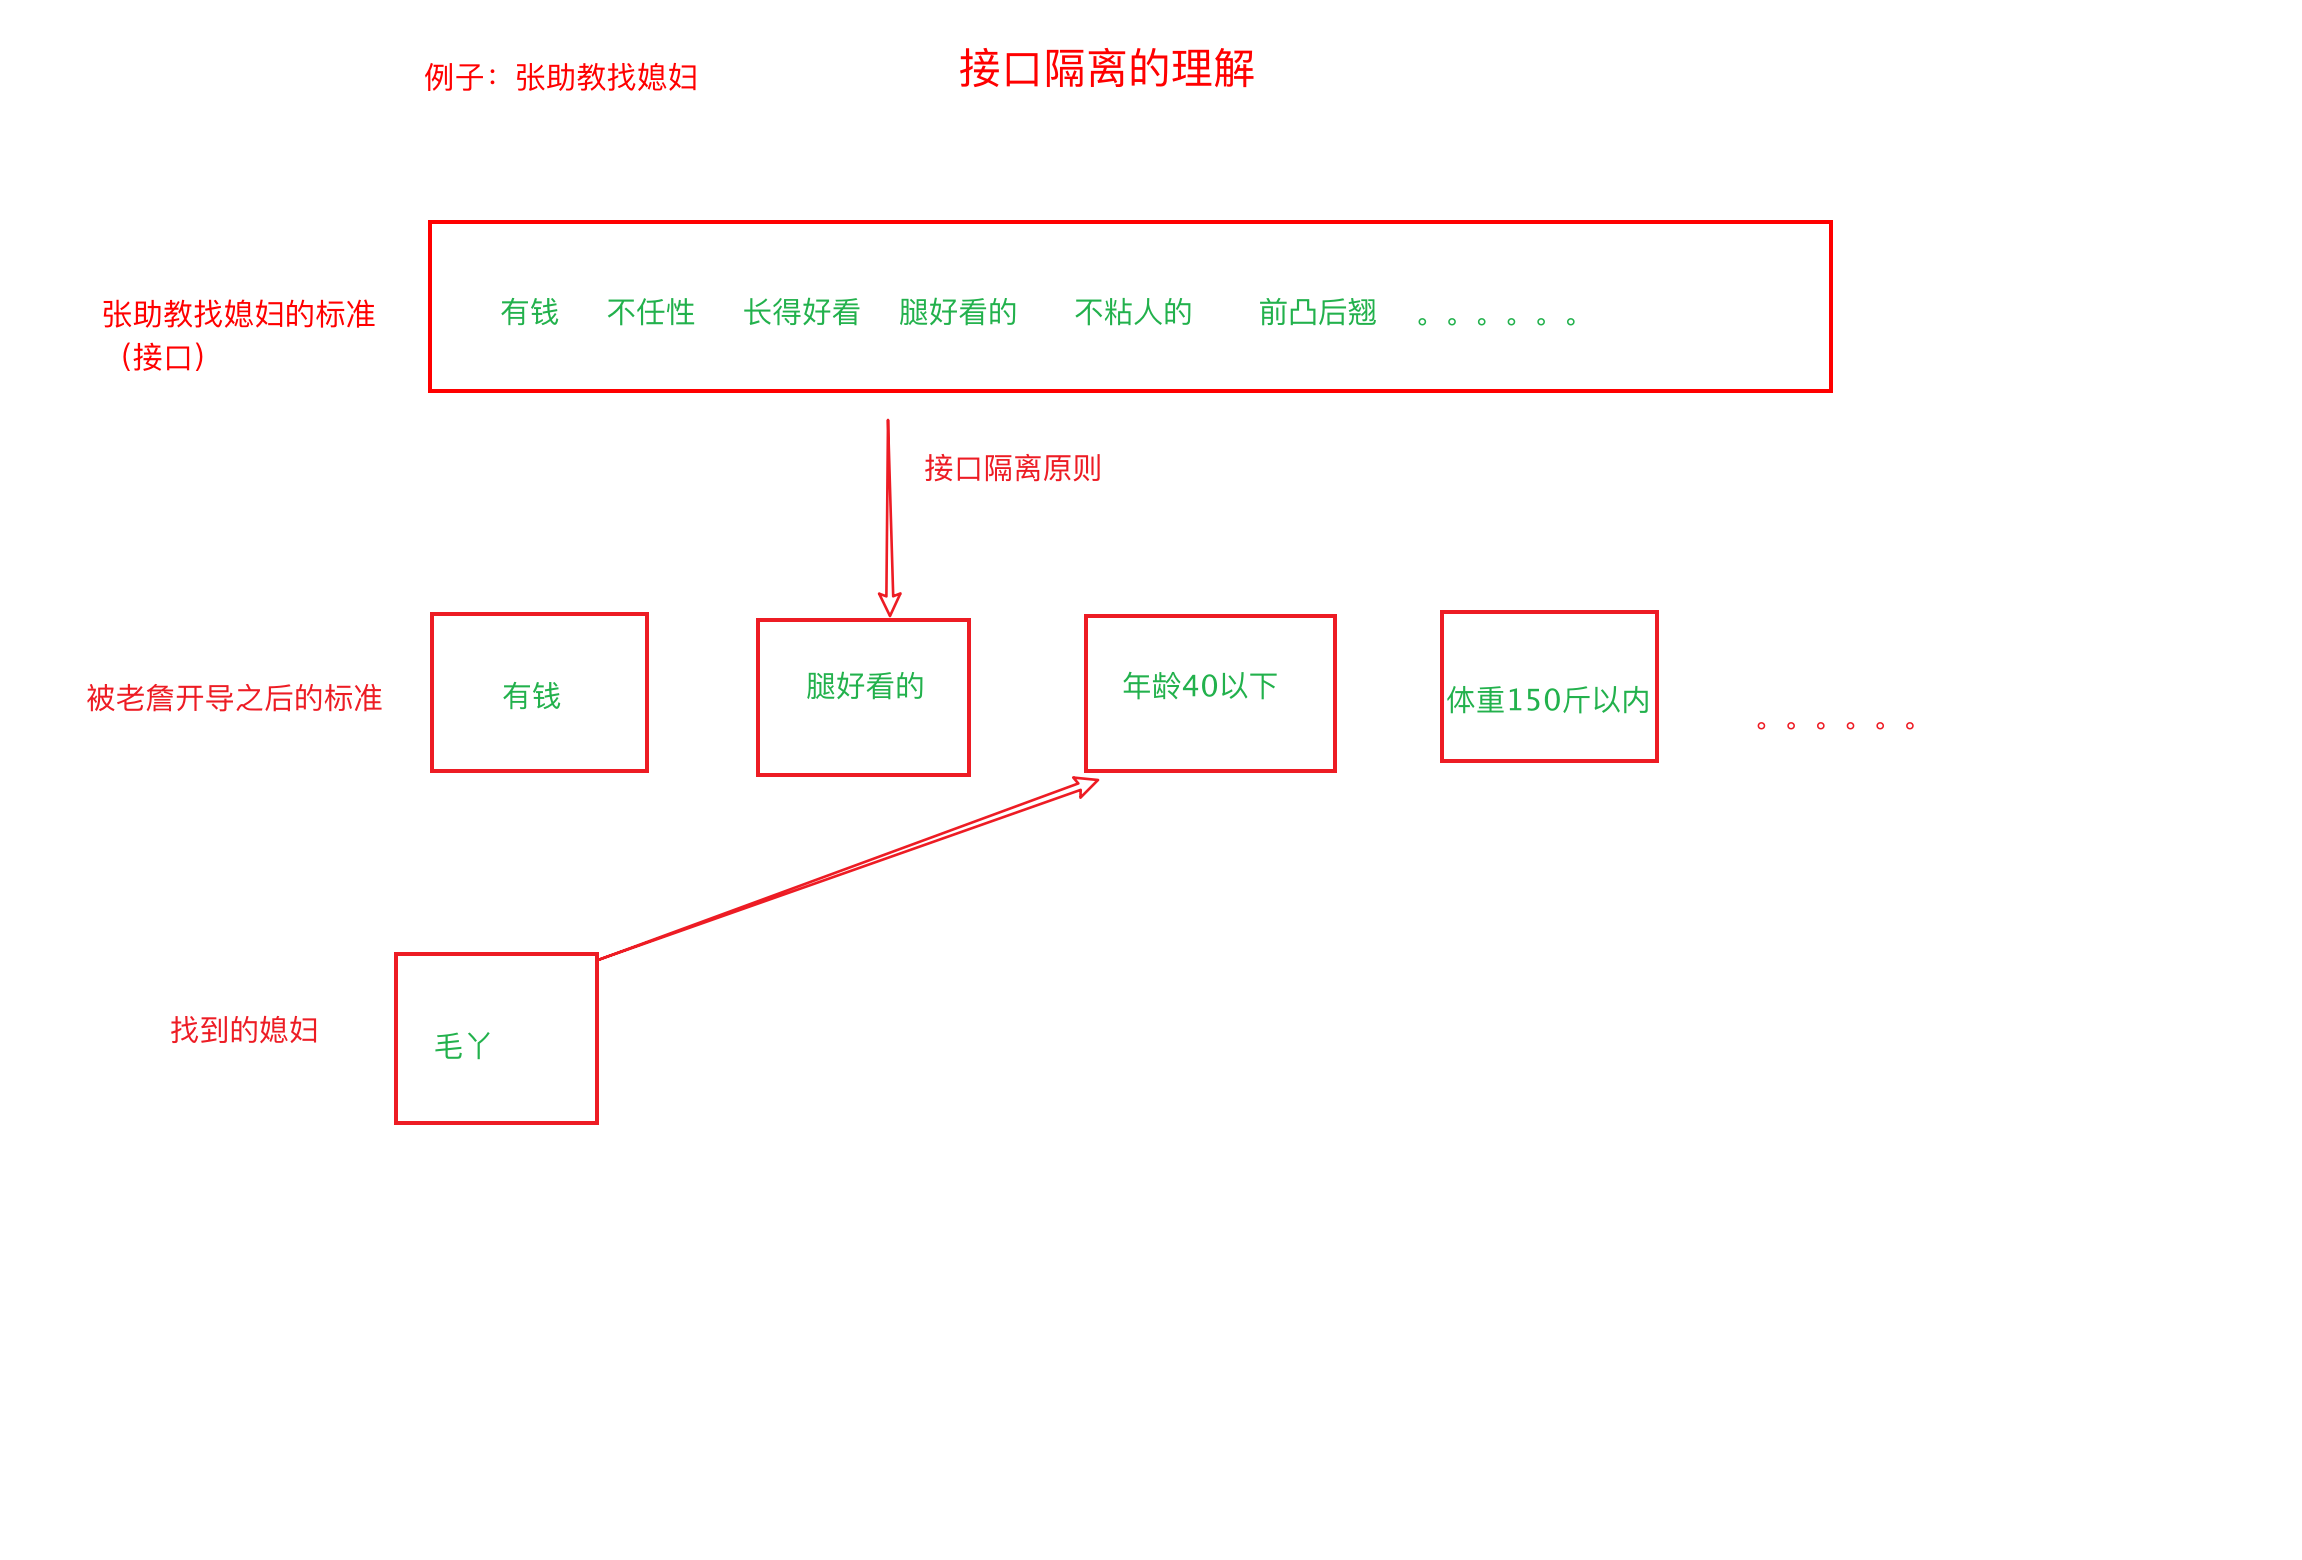 例子：张助教找媳妇
接口隔离的理解
张助教找媳妇的标准
（接口）
有钱 不任性 长得好看 腿好看的 不粘人的 前凸后翘 。。。。。。
接口隔离原则
被老詹开导之后的标准
有钱
腿好看的
年龄40以下
体重150斤以内
。。。。。。
找到的媳妇
毛丫